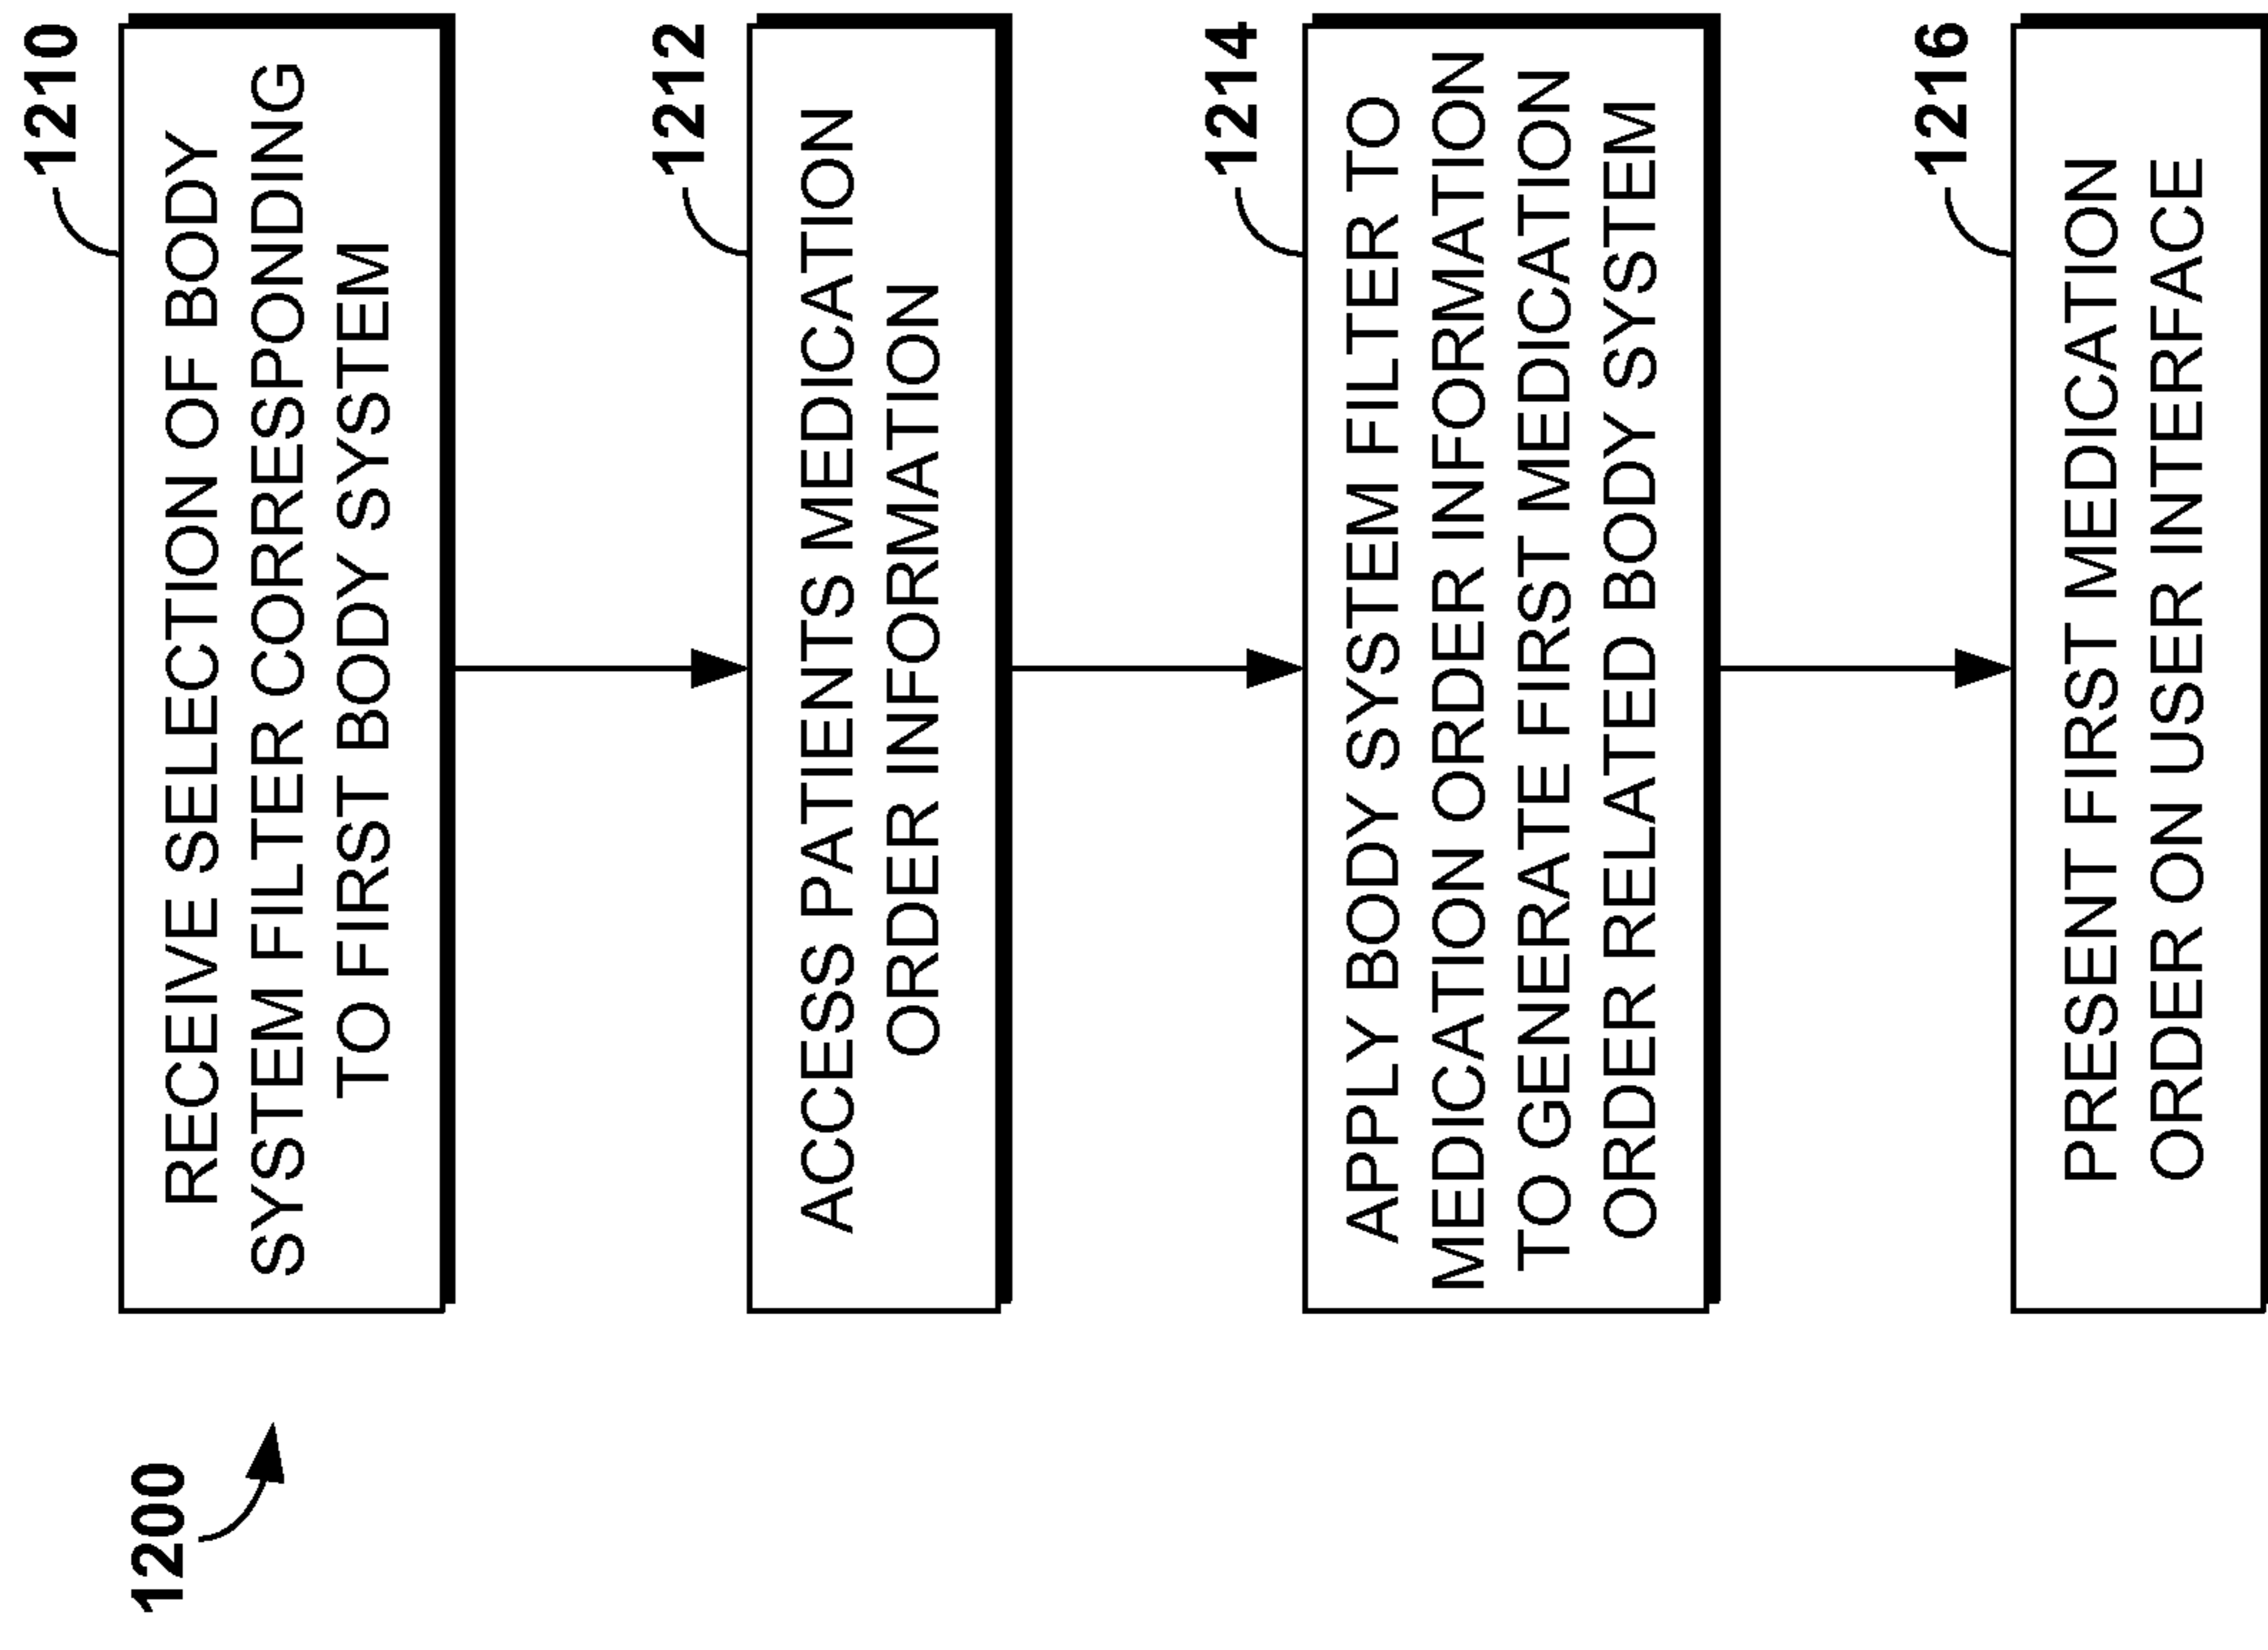 1200
1210
RECEIVE SELECTION OF BODY
SYSTEM FILTER CORRESPONDING
TO FIRST BODY SYSTEM
1212
ACCESS PATIENTS MEDICATION
ORDER INFORMATION
1214
APPLY BODY SYSTEM FILTER TO
MEDICATION ORDER INFORMATION
TO GENERATE FIRST MEDICATION
ORDER RELATED BODY SYSTEM
1216
PRESENT FIRST MEDICATION
ORDER ON USER INTERFACE